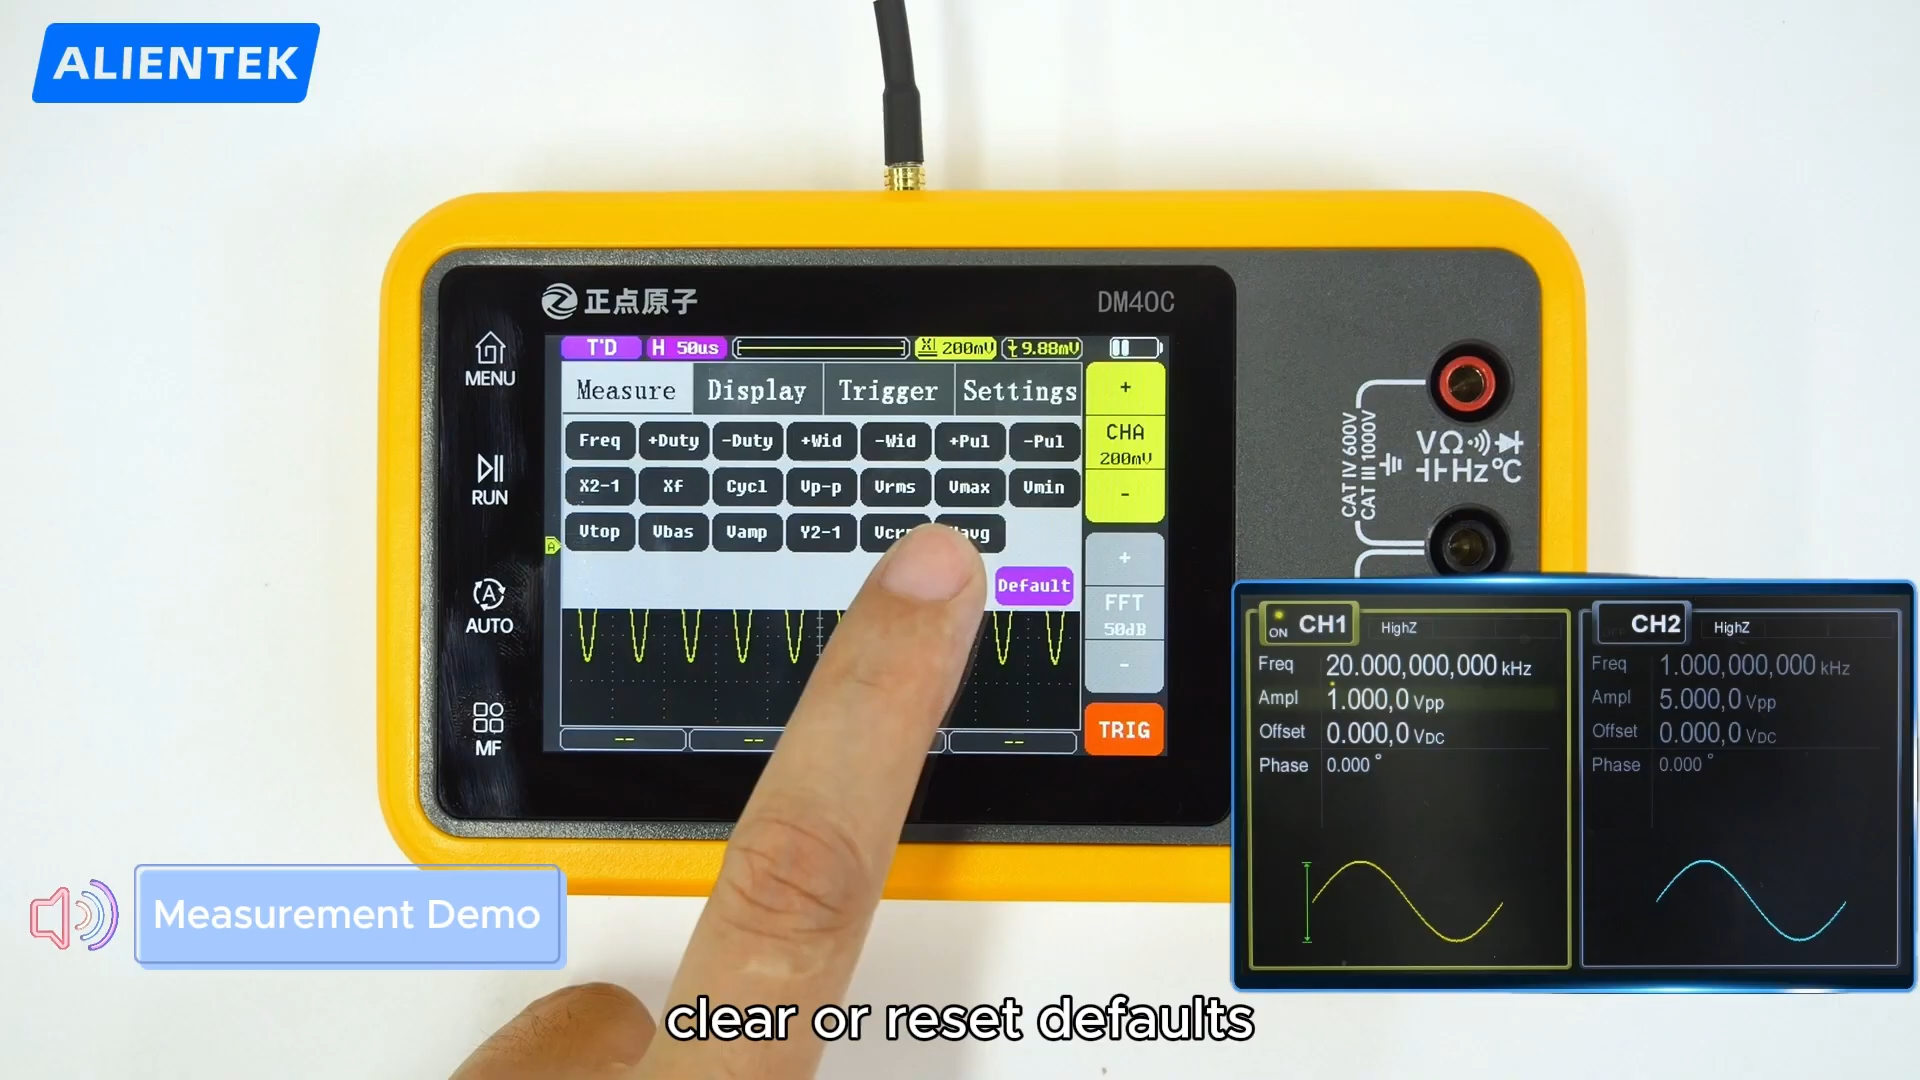 ALIENTEK
正点原子
DM40C
MENU
RUN
AUTO
MF
T'D
H 50us
X1 200mV
9.88mV
Measure
Display
Trigger
Settings
Freq
+Duty
-Duty
+Wid
-Wid
+Pul
-Pul
X2-1
Xf
Cycl
Vp-p
Vrms
Vmax
Vmin
Vtop
Vbas
Vamp
Y2-1
Default
A
--
--
--
+
CHA
200mV
-
+
FFT
50dB
-
TRIG
CAT IV 600V
CAT III 1000V
VΩ
Hz°C
ON CH1 HighZ
Freq 20.000,000,000 kHz
Ampl 1.000,0 Vpp
Offset 0.000,0 VDC
Phase 0.000 °
CH2 HighZ
Freq 1.000,000,000 kHz
Ampl 5.000,0 Vpp
Offset 0.000,0 VDC
Phase 0.000 °
Measurement Demo
clear or reset defaults